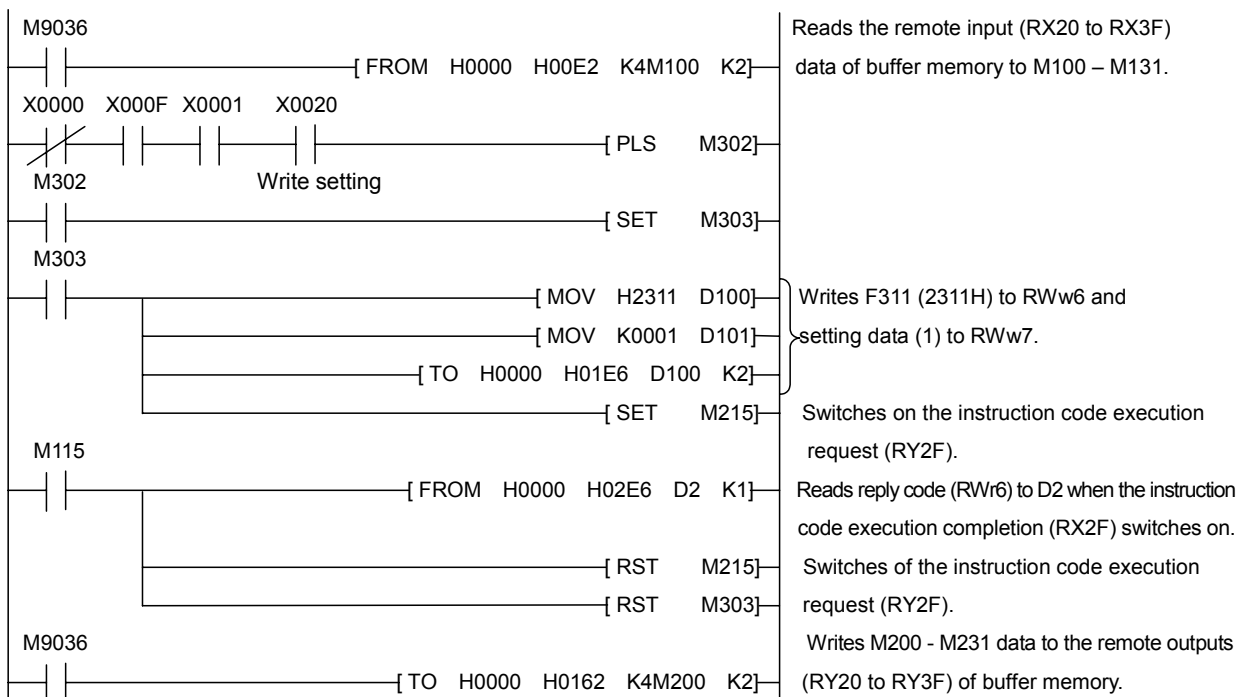 M9036 Reads the remote input (RX20 to RX3F)
[ FROM H0000 H00E2 K4M100 K2] data of buffer memory to M100 – M131.
X0000 X000F X0001 X0020
[ PLS M302]
M302 Write setting
[ SET M303]
M303
[ MOV H2311 D100] Writes F311 (2311H) to RWw6 and
[ MOV K0001 D101] setting data (1) to RWw7.
[ TO H0000 H01E6 D100 K2]
[ SET M215] Switches on the instruction code execution
M115 request (RY2F).
[ FROM H0000 H02E6 D2 K1] Reads reply code (RWr6) to D2 when the instruction
code execution completion (RX2F) switches on.
[ RST M215] Switches of the instruction code execution
[ RST M303] request (RY2F).
M9036 Writes M200 - M231 data to the remote outputs
[ TO H0000 H0162 K4M200 K2] (RY20 to RY3F) of buffer memory.